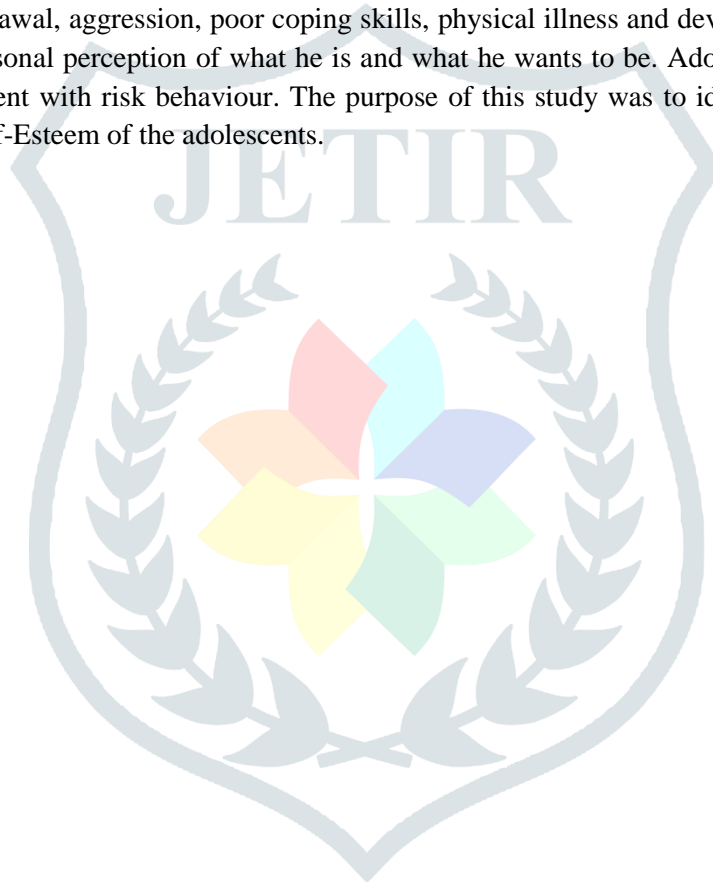 awal, aggression, poor coping skills, physical illness and dev
sonal perception of what he is and what he wants to be. Ado
ent with risk behaviour. The purpose of this study was to id
f-Esteem of the adolescents.
JETIR